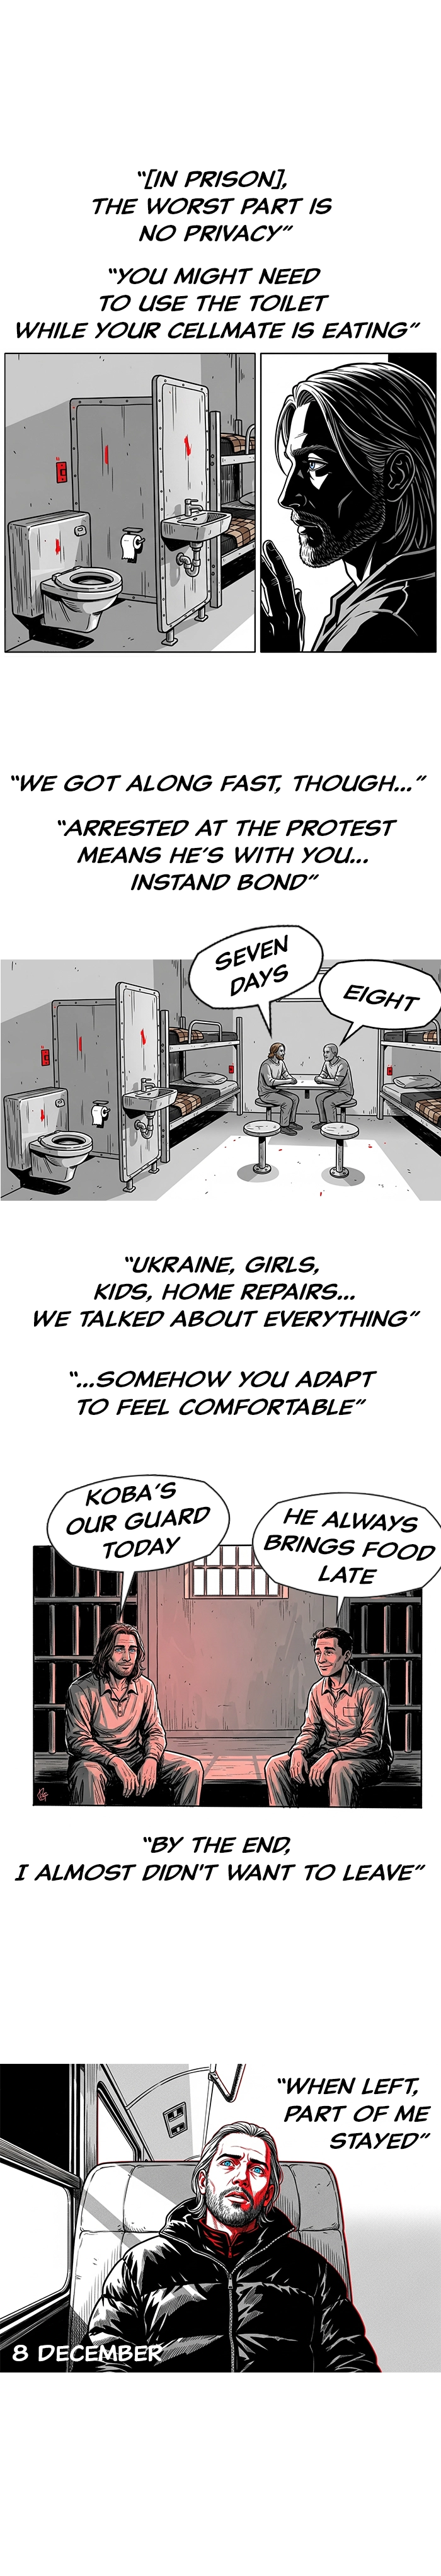 "[IN PRISON],
THE WORST PART IS
NO PRIVACY"
"YOU MIGHT NEED
TO USE THE TOILET
WHILE YOUR CELLMATE IS EATING"
"WE GOT ALONG FAST, THOUGH..."
"ARRESTED AT THE PROTEST
MEANS HE'S WITH YOU...
INSTAND BOND"
SEVEN
DAYS
EIGHT
"UKRAINE, GIRLS,
KIDS, HOME REPAIRS...
WE TALKED ABOUT EVERYTHING"
"...SOMEHOW YOU ADAPT
TO FEEL COMFORTABLE"
KOBA'S
OUR GUARD
TODAY
HE ALWAYS
BRINGS FOOD
LATE
"BY THE END,
I ALMOST DIDN'T WANT TO LEAVE"
"WHEN LEFT,
PART OF ME
STAYED"
8 DECEMBER